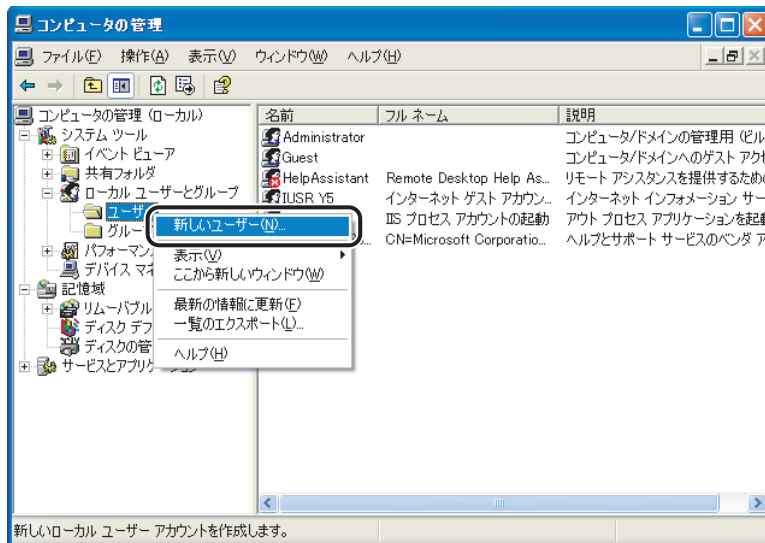 コンピュータの管理
ファイル(F) 操作(A) 表示(V) ウィンドウ(W) ヘルプ(H)
コンピュータの管理 (ローカル)
システム ツール
イベント ビューア
共有フォルダ
ローカル ユーザーとグループ
ユーザ
グルー
パフォーマン
デバイス マネ
記憶域
リムーバブル
ディスク デフ
ディスクの管
サービスとアプリケーション
新しいユーザー(N)...
表示(V)
ここから新しいウィンドウ(W)
最新の情報に更新(F)
一覧のエクスポート(L)...
ヘルプ(H)
名前 フル ネーム 説明
Administrator コンピュータ/ドメインの管理用 (ビル
Guest コンピュータ/ドメインへのゲスト アクセ
HelpAssistant Remote Desktop Help As... リモート アシスタンスを提供するための
IUSR Y5 インターネット ゲスト アカウン... インターネット インフォメーション サー
IIS プロセス アカウントの起動 アウト プロセス アプリケーションを起動
CN=Microsoft Corporatio... ヘルプとサポート サービスのベンダ ア
新しいローカル ユーザー アカウントを作成します。